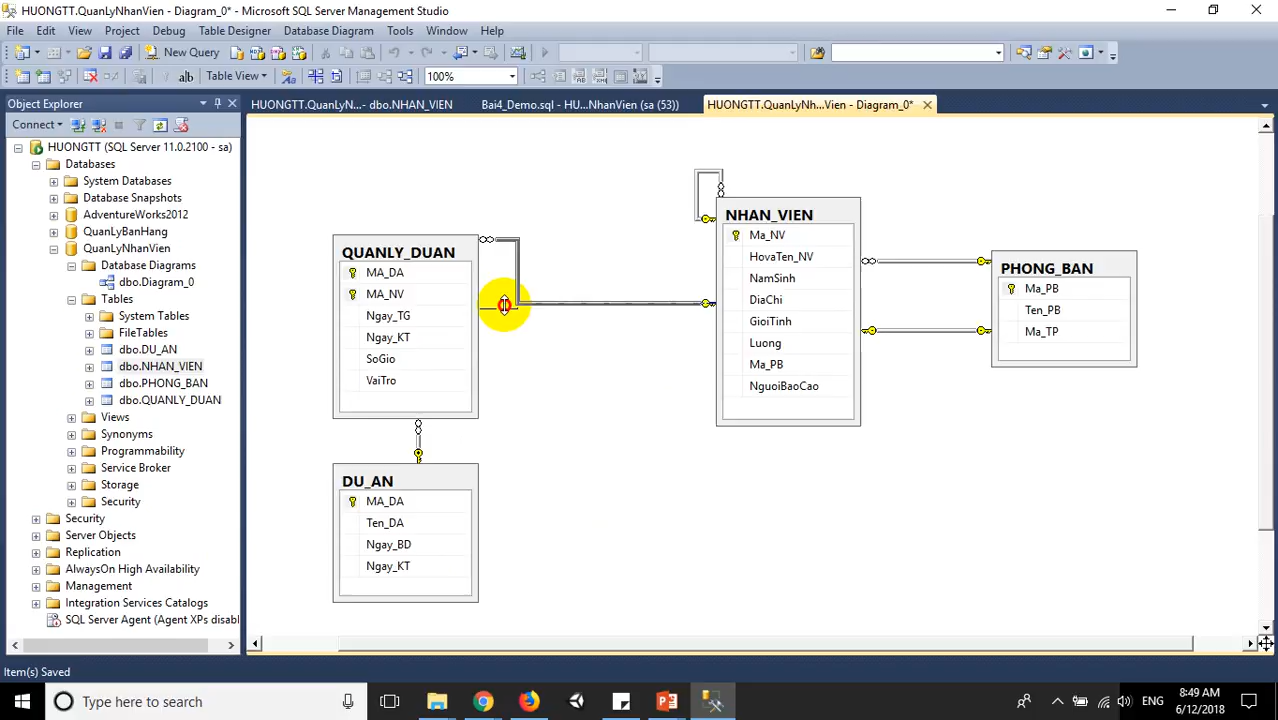 HUONGTT.QuanLyNhanVien - Diagram_0* - Microsoft SQL Server Management Studio
File Edit View Project Debug Table Designer Database Diagram Tools Window Help
New Query
ab Table View 100%
Object Explorer
HUONGTT.QuanLyN... - dbo.NHAN_VIEN Bai4_Demo.sql - HU...NhanVien (sa (53)) HUONGTT.QuanLyNh...Vien - Diagram_0*
Connect
HUONGTT (SQL Server 11.0.2100 - sa)
Databases
System Databases
Database Snapshots
AdventureWorks2012
QuanLyBanHang
QuanLyNhanVien
Database Diagrams
dbo.Diagram_0
Tables
System Tables
FileTables
dbo.DU_AN
dbo.NHAN_VIEN
dbo.PHONG_BAN
dbo.QUANLY_DUAN
Views
Synonyms
Programmability
Service Broker
Storage
Security
Security
Server Objects
Replication
AlwaysOn High Availability
Management
Integration Services Catalogs
SQL Server Agent (Agent XPs disabl
QUANLY_DUAN
MA_DA
MA_NV
Ngay_TG
Ngay_KT
SoGio
VaiTro
DU_AN
MA_DA
Ten_DA
Ngay_BD
Ngay_KT
NHAN_VIEN
Ma_NV
HovaTen_NV
NamSinh
DiaChi
GioiTinh
Luong
Ma_PB
NguoiBaoCao
PHONG_BAN
Ma_PB
Ten_PB
Ma_TP
Item(s) Saved
Type here to search
ENG
8:49 AM
6/12/2018